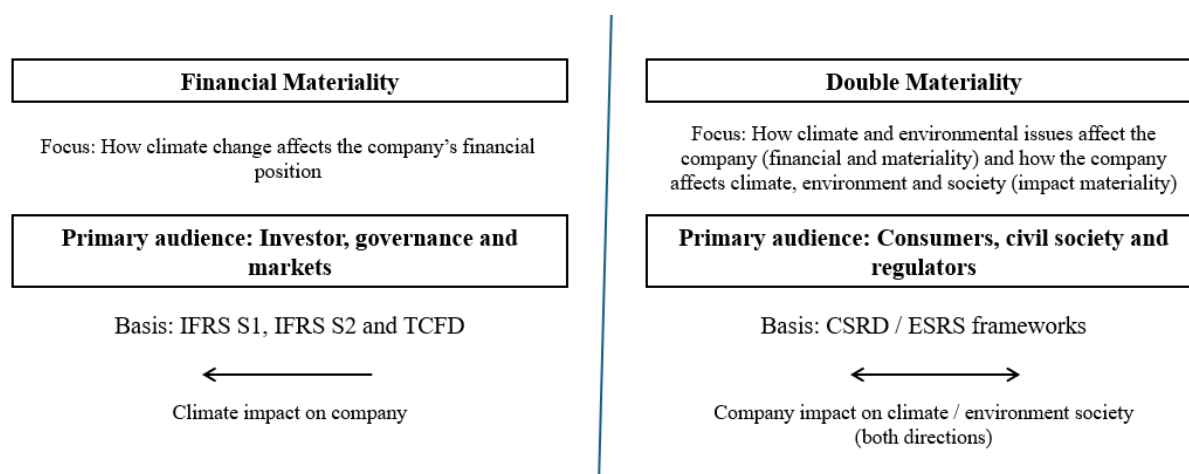 Financial Materiality
Focus: How climate change affects the company's financial
position
Primary audience: Investor, governance and
markets
Basis: IFRS S1, IFRS S2 and TCFD
Climate impact on company
Double Materiality
Focus: How climate and environmental issues affect the
company (financial and materiality) and how the company
affects climate, environment and society (impact materiality)
Primary audience: Consumers, civil society and
regulators
Basis: CSRD / ESRS frameworks
Company impact on climate / environment society
(both directions)